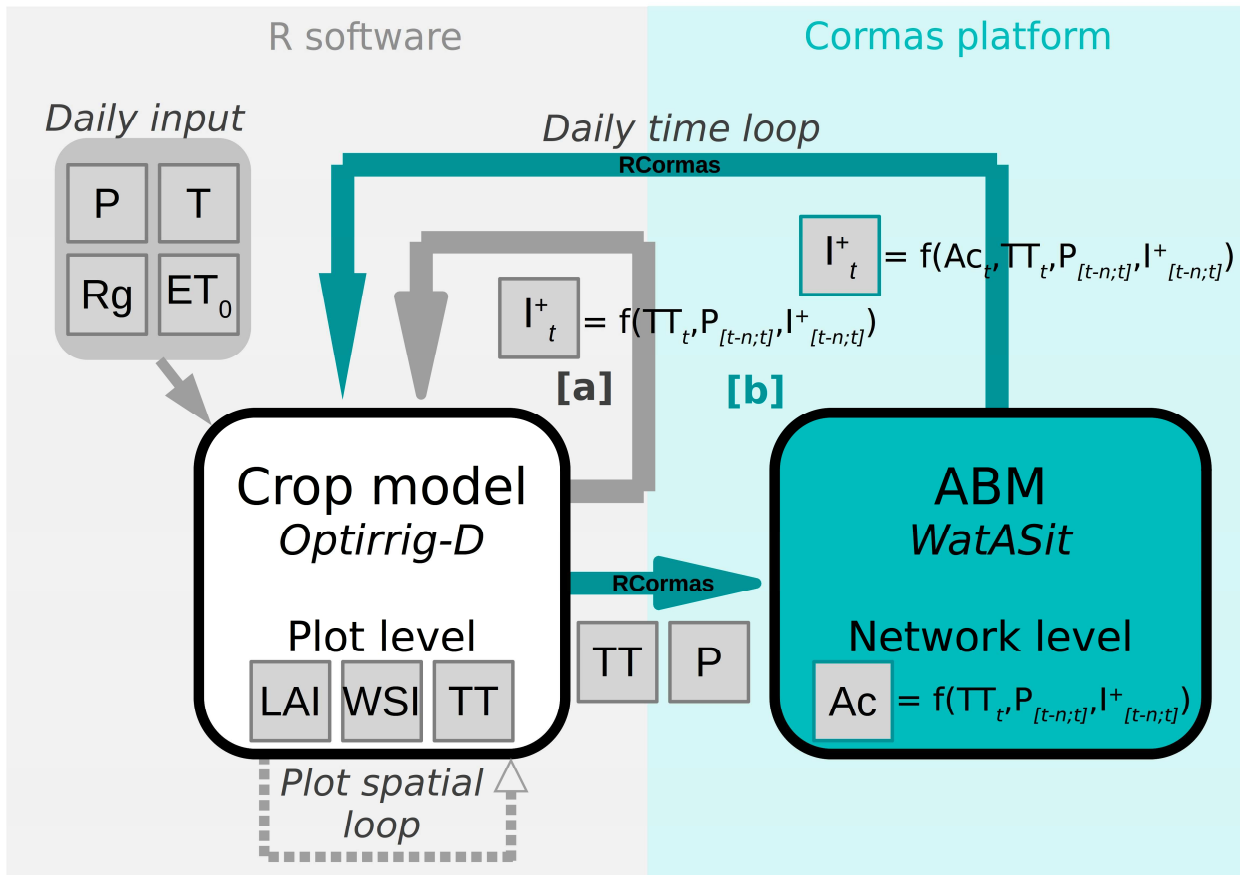 R software
Cormas platform
Daily input
P T
Rg ET₀
Daily time loop
RCormas
I⁺ₜ = f(Acₜ,TTₜ,P[t-n;t],I⁺[t-n;t])
I⁺ₜ = f(TTₜ,P[t-n;t],I⁺[t-n;t])
[a]
[b]
Crop model
Optirrig-D
Plot level
LAI WSI TT
RCormas
TT P
ABM
WatASit
Network level
Ac = f(TTₜ,P[t-n;t],I⁺[t-n;t])
Plot spatial
loop